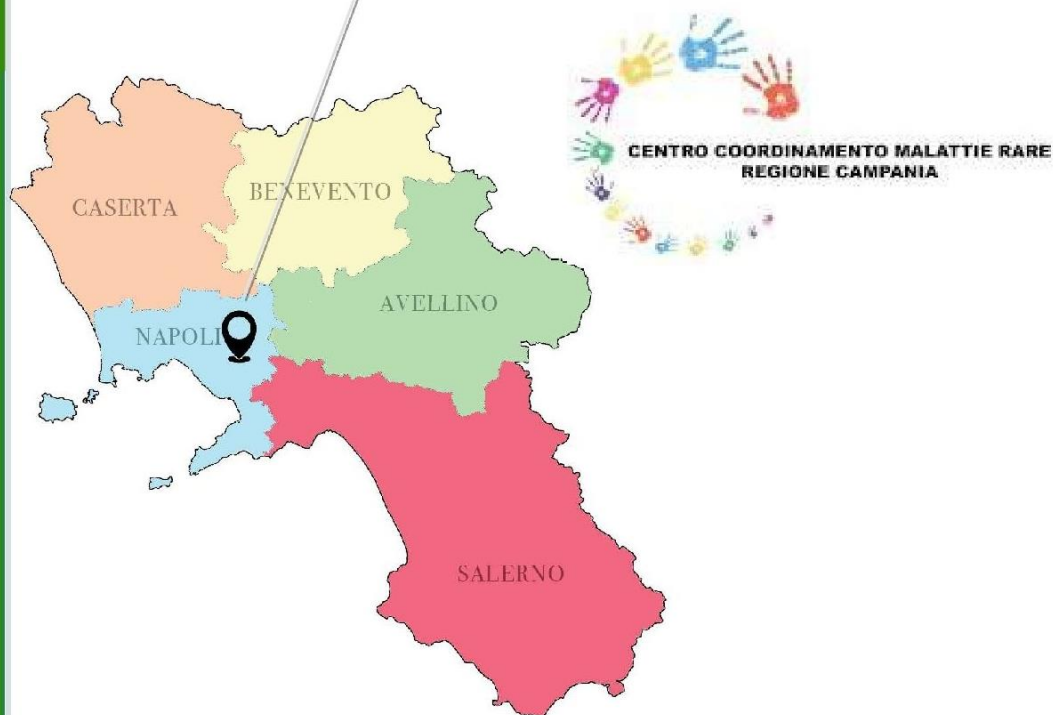 CENTRO COORDINAMENTO MALATTIE RARE
REGIONE CAMPANIA
BENEVENTO
CASERTA
AVELLINO
NAPOLI
SALERNO